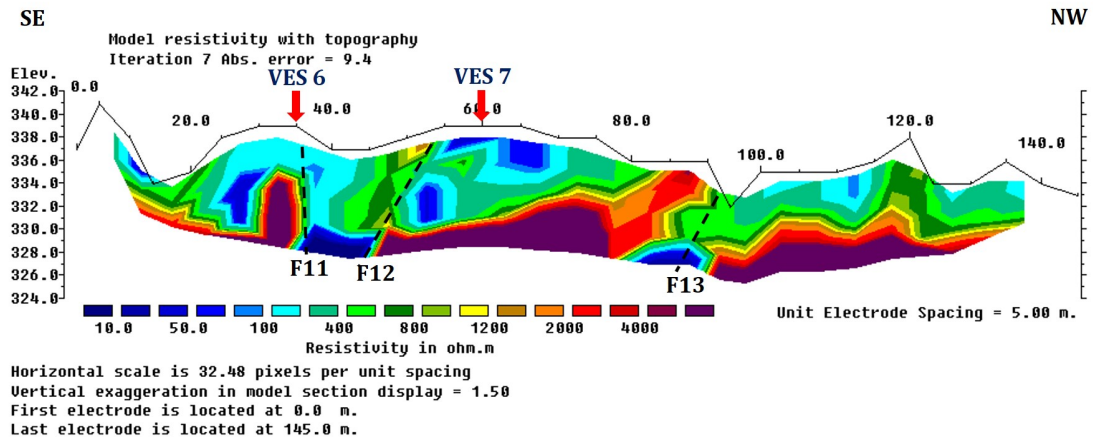 SE
NW
Model resistivity with topography
Iteration 7 Abs. error = 9.4
Elev.
VES 6
VES 7
0.0
20.0
40.0
60.0
80.0
100.0
120.0
140.0
342.0
340.0
338.0
336.0
334.0
332.0
330.0
328.0
326.0
324.0
F11
F12
F13
10.0 50.0 100 400 800 1200 2000 4000
Resistivity in ohm.m
Unit Electrode Spacing = 5.00 m.
Horizontal scale is 32.48 pixels per unit spacing
Vertical exaggeration in model section display = 1.50
First electrode is located at 0.0 m.
Last electrode is located at 145.0 m.